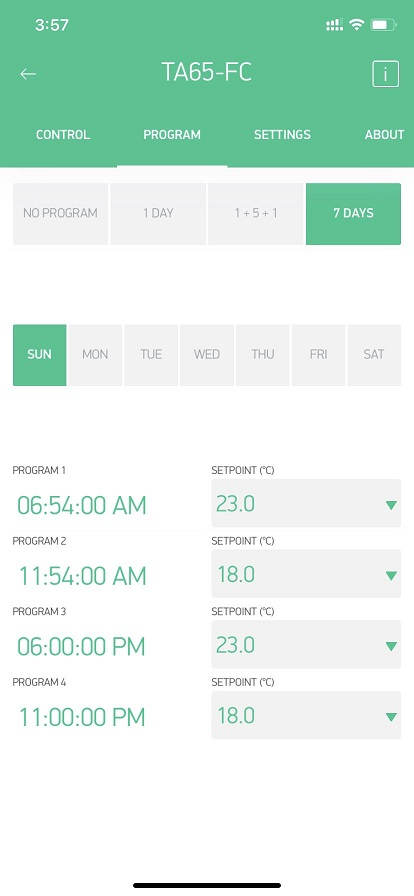 3:57
TA65-FC
i
CONTROL PROGRAM SETTINGS ABOUT
NO PROGRAM 1 DAY 1 + 5 + 1 7 DAYS
SUN MON TUE WED THU FRI SAT
PROGRAM 1 SETPOINT (°C)
06:54:00 AM 23.0
PROGRAM 2 SETPOINT (°C)
11:54:00 AM 18.0
PROGRAM 3 SETPOINT (°C)
06:00:00 PM 23.0
PROGRAM 4 SETPOINT (°C)
11:00:00 PM 18.0